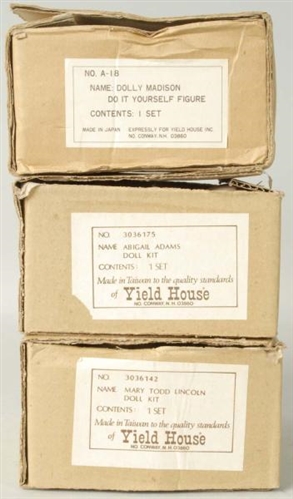 NO. A-1B
NAME: DOLLY MADISON
DO IT YOURSELF FIGURE
CONTENTS: 1 SET
MADE IN JAPAN EXPRESSLY FOR YIELD HOUSE INC.
NO. CONWAY, N.H. 03860
NO. 3036175
NAME ABIGAIL ADAMS
DOLL KIT
CONTENTS: 1 SET
Made in Taiwan to the quality standards
of Yield House
NO. CONWAY, N. H. 03860
NO. 3036142
NAME MARY TODD LINCOLN
DOLL KIT
CONTENTS: 1 SET
Made in Taiwan to the quality standards
of Yield House
NO. CONWAY, N. H. 03860